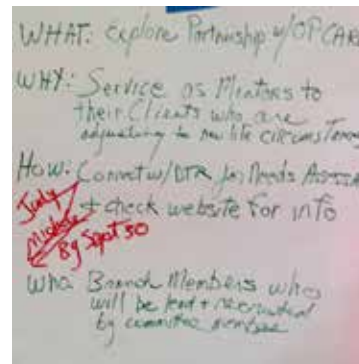 WHAT: Explore Partnership w/OPCARE
WHY: Service as Mentors to
their Clients who are
adjusting to new life circumstances
HOW: Connect w/DTR for Needs
+ check website for info
Judy
Michele
By Sept 30
WHO: Branch Members who
will be lead + recruited
by committee members